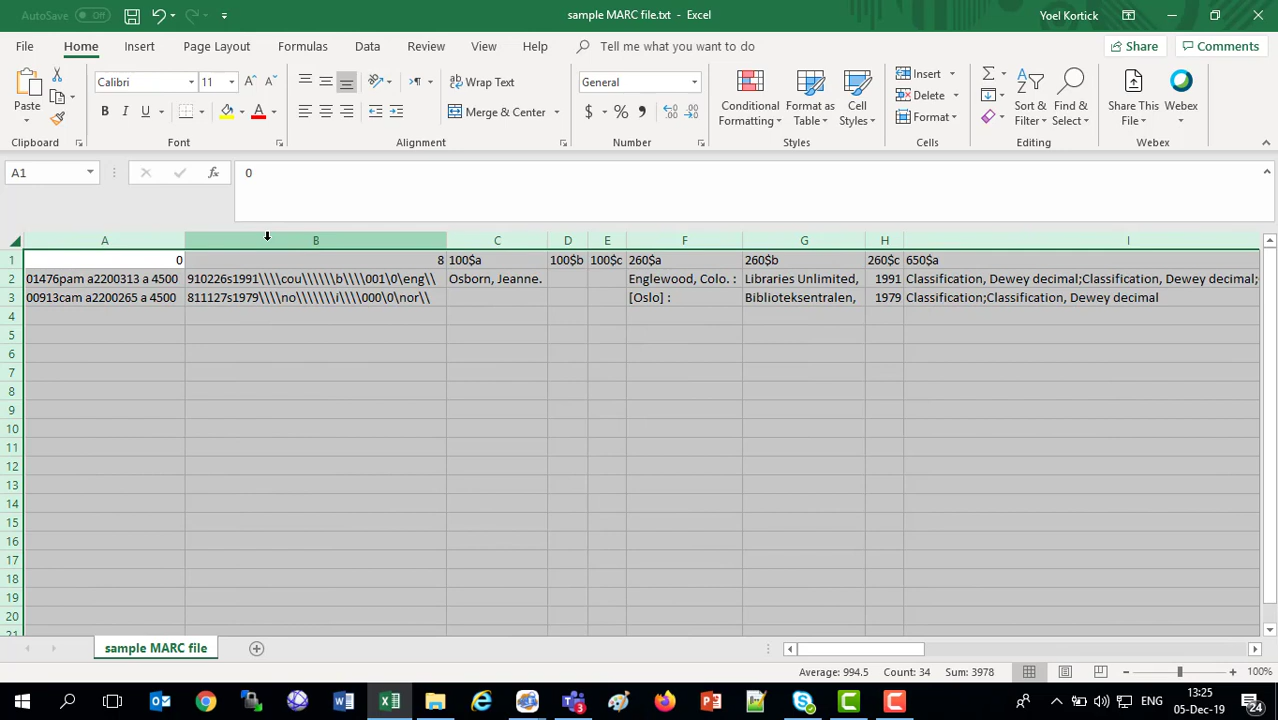 AutoSave Off
sample MARC file.txt - Excel
Yoel Kortick
File Home Insert Page Layout Formulas Data Review View Help Tell me what you want to do Share Comments
Paste
Clipboard
Calibri 11
B I U
Font
Wrap Text
Merge & Center
Alignment
General
$ % ,
Number
Conditional Formatting
Format as Table
Cell Styles
Styles
Insert
Delete
Format
Cells
Sort & Filter
Find & Select
Editing
Share This File
Webex
Webex
A1 fx 0
A B C D E F G H I
1 0 8 100$a 100$b 100$c 260$a 260$b 260$c 650$a
2 01476pam a2200313 a 4500 910226s1991\\\\cou\\\\\\b\\\\001\0\eng\\ Osborn, Jeanne. Englewood, Colo. : Libraries Unlimited, 1991 Classification, Dewey decimal;Classification, Dewey decimal;
3 00913cam a2200265 a 4500 811127s1979\\\\no\\\\\\\i\\\\000\0\nor\\ [Oslo] : Biblioteksentralen, 1979 Classification;Classification, Dewey decimal
4
5
6
7
8
9
10
11
12
13
14
15
16
17
18
19
20
21
sample MARC file
Average: 994.5 Count: 34 Sum: 3978 100%
ENG
13:25
05-Dec-19
24